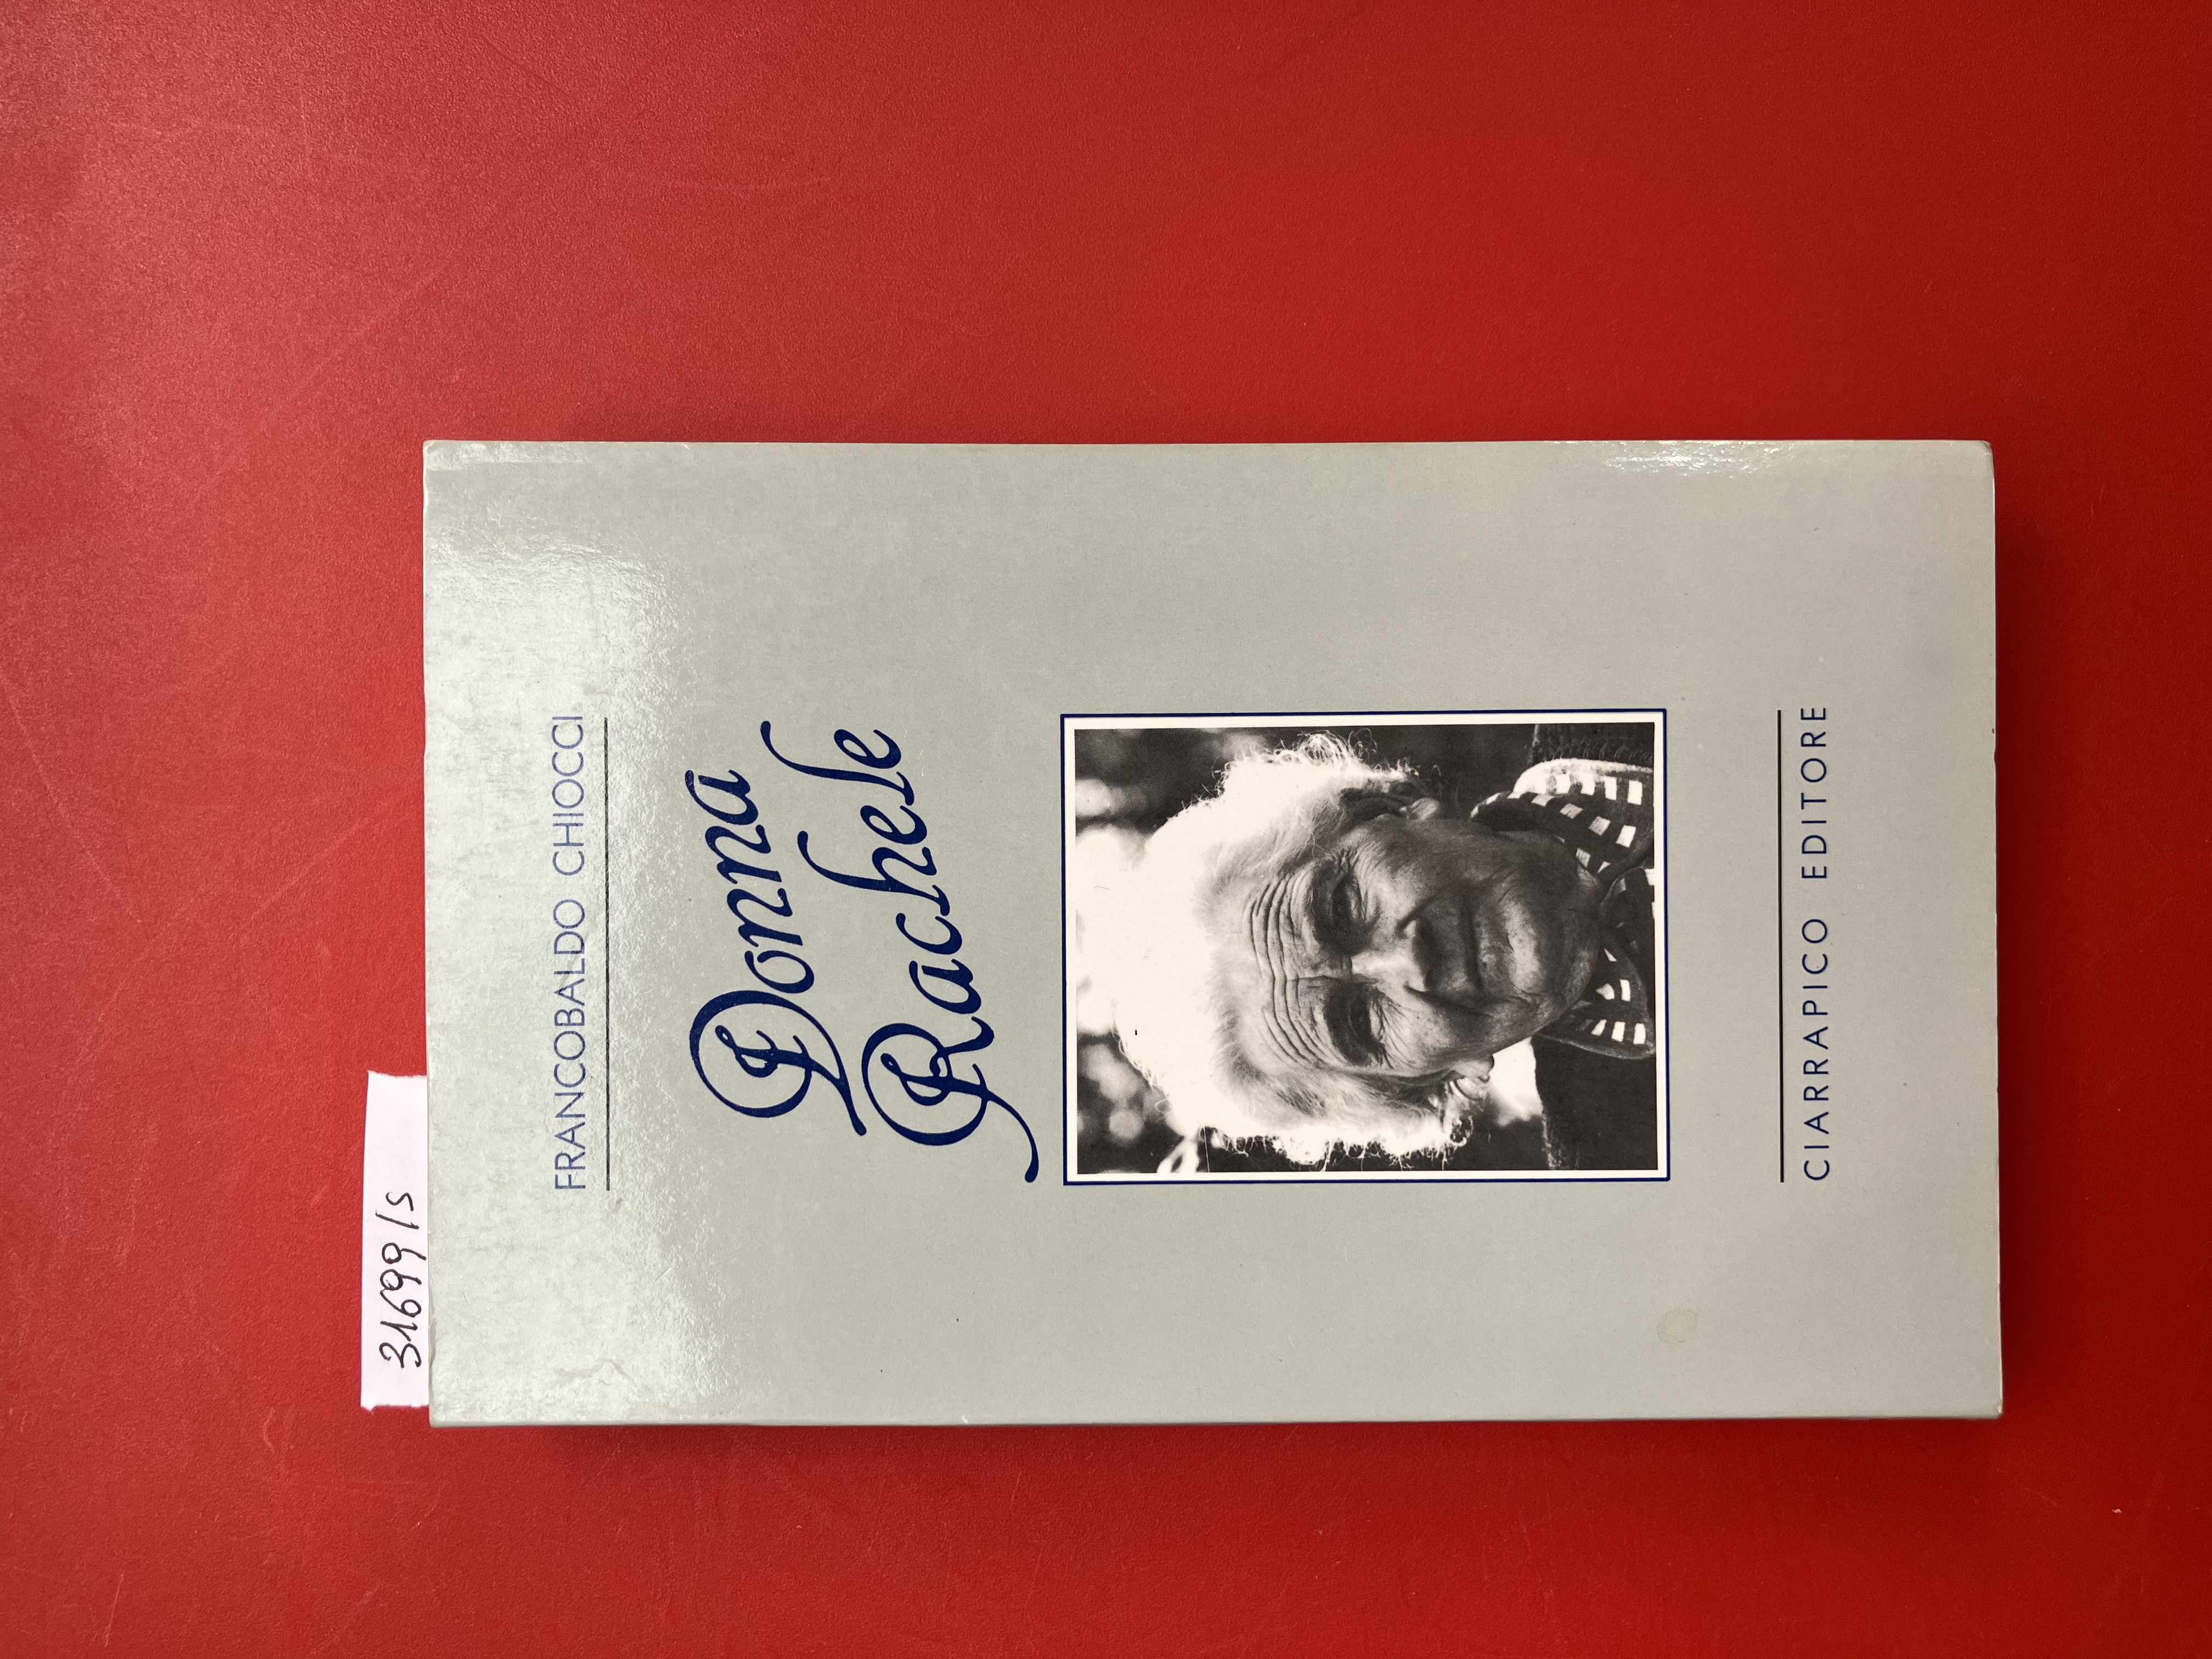 31699/s
FRANCOBALDO CHIOCCI
Donna
Rachele
CIARRAPICO EDITORE